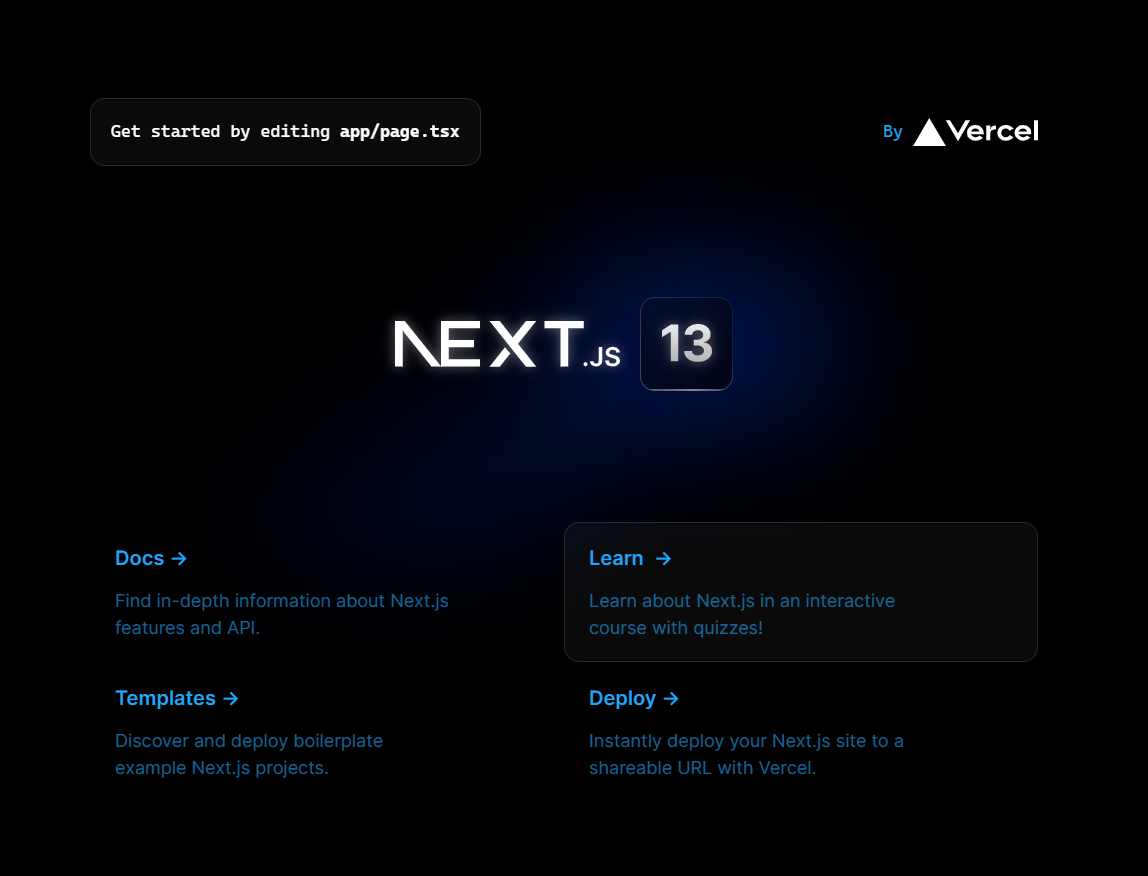 Get started by editing app/page.tsx
By Vercel
NEXT.JS 13
Docs →
Find in-depth information about Next.js
features and API.
Learn →
Learn about Next.js in an interactive
course with quizzes!
Templates →
Discover and deploy boilerplate
example Next.js projects.
Deploy →
Instantly deploy your Next.js site to a
shareable URL with Vercel.